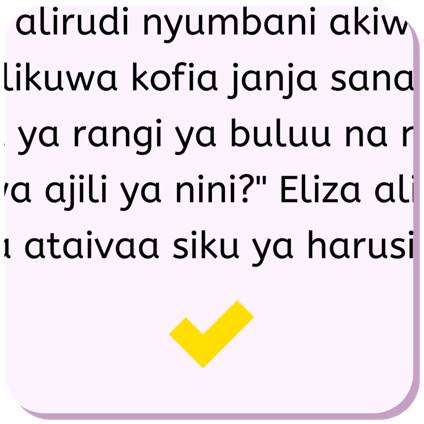 alirudi nyumbani akiw
likuwa kofia janja sana
ya rangi ya buluu na
ajili ya nini?" Eliza ali
ataivaa siku ya harusi